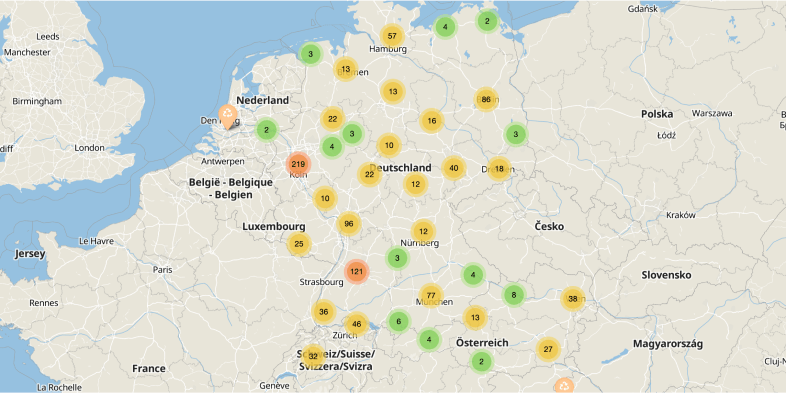 Gdańsk
2
4
Leeds
57
Hamburg
3
Manchester
13
13
86
Birmingham
Nederland
Polska
Warszawa
Den
22
16
2
3
3
Łódź
London
4
10
Antwerpen
219
Köln
Deutschland
40
18
22
België - Belgique
- Belgien
12
10
Kraków
96
Luxembourg
12
Česko
25
Nürnberg
Le Havre
Jersey
3
Paris
121
4
Slovensko
Strasbourg
77
München
8
38
Rennes
36
46
6
13
Zürich
4
Österreich
27
Magyarország
32
Schweiz/Suisse/
Svizzera/Svizra
2
France
Genève
La Rochelle
Cluj-N